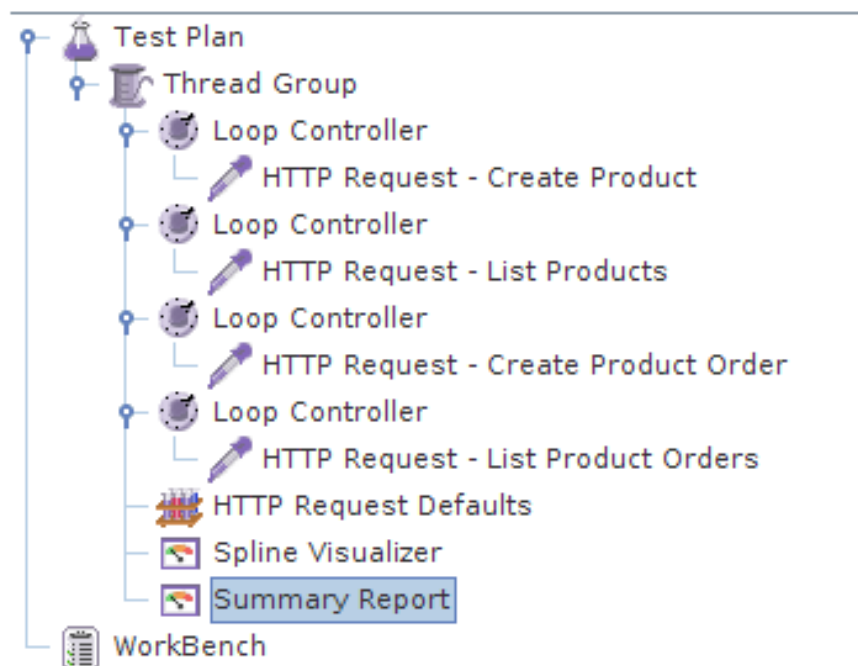 Test Plan
Thread Group
Loop Controller
HTTP Request - Create Product
Loop Controller
HTTP Request - List Products
Loop Controller
HTTP Request - Create Product Order
Loop Controller
HTTP Request - List Product Orders
HTTP Request Defaults
Spline Visualizer
Summary Report
WorkBench